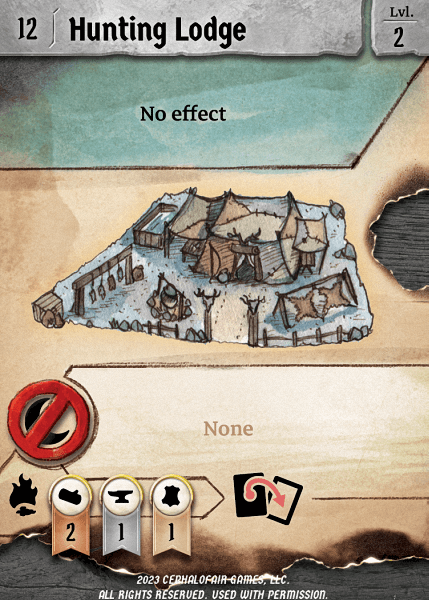 12 Hunting Lodge
Lvl.
2
No effect
None
2 1 1
2023 CEPHALOFAIR GAMES, LLC.
ALL RIGHTS RESERVED. USED WITH PERMISSION.